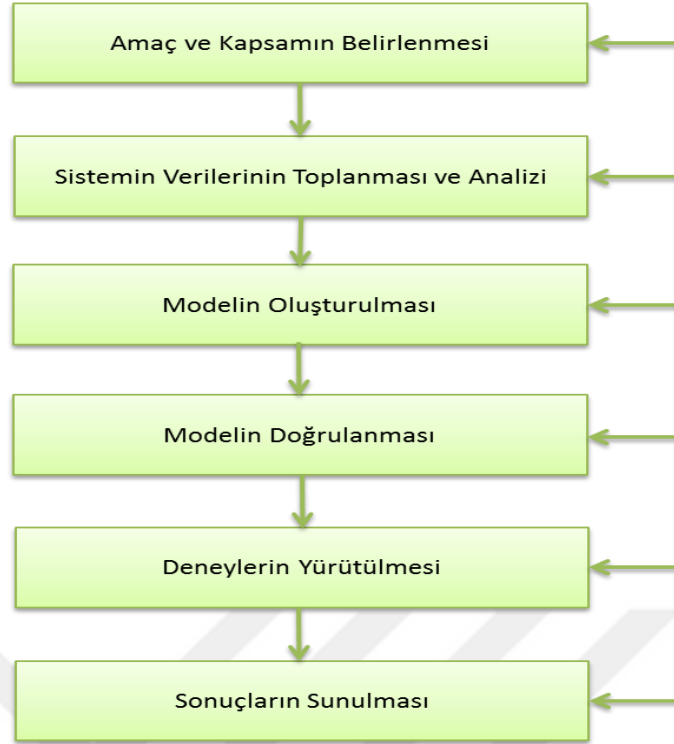 Amaç ve Kapsamın Belirlenmesi
Sistemin Verilerinin Toplanması ve Analizi
Modelin Oluşturulması
Modelin Doğrulanması
Deneylerin Yürütülmesi
Sonuçların Sunulması